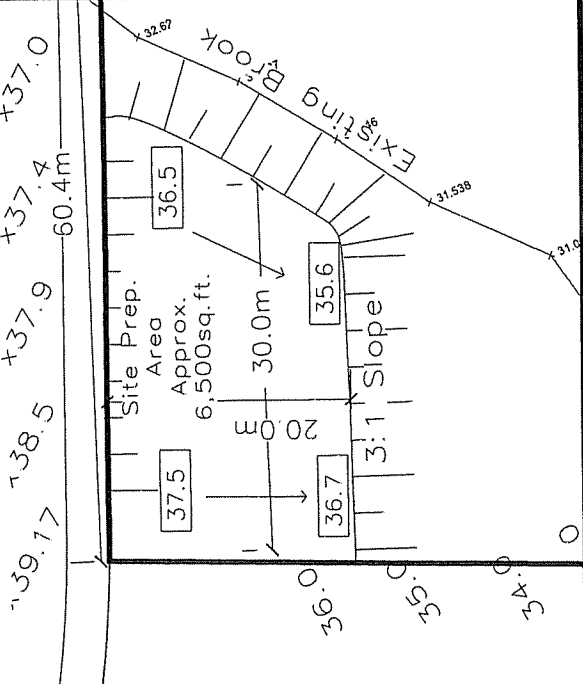 +37.0
+37.4
+37.9
38.5
39.17
60.4m
32.67
Existing Brook
31.538
31.0
36.5
35.6
37.5
36.7
Site Prep.
Area
Approx.
6,500sq.ft.
30.0m
20.0m
3:1 Slope
36.0
35.0
34.0
0